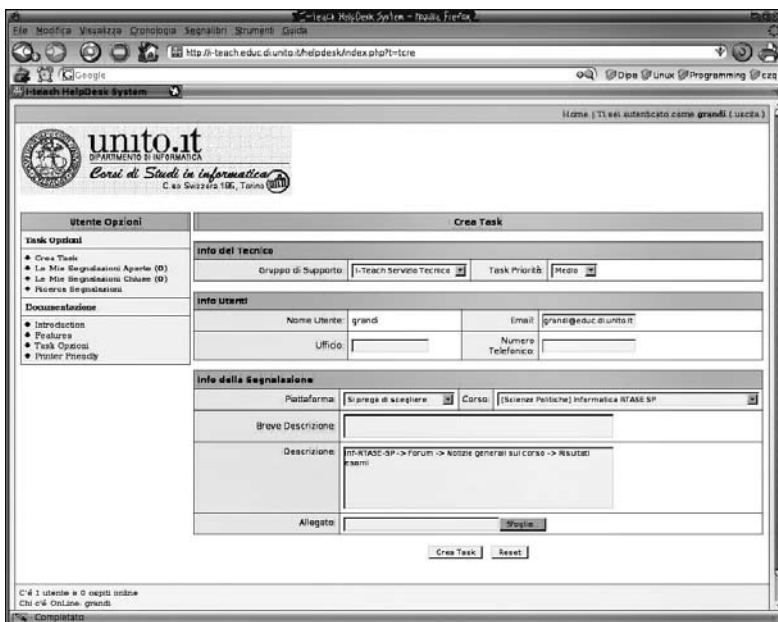 I-teach HelpDesk System - Mozilla Firefox
File Modifica Visualizza Cronologia Segnalibri Strumenti Guida
http://i-teach.educ.di.unito.it/helpdesk/index.php?t=tcre
Google
Dipa Linux Programming czq
I-teach HelpDesk System
Home | Ti sei autenticato come grandi ( uscita )
unito.it
DIPARTIMENTO DI INFORMATICA
Corsi di Studi in informatica
C.so Svizzera 185, Torino
Utente Opzioni
Task Opzioni
Crea Task
Le Mie Segnalazioni Aperte (0)
Le Mie Segnalazioni Chiuse (0)
Ricerca Segnalazioni
Documentazione
Introduction
Features
Task Opzioni
Printer Friendly
Crea Task
Info del Tecnico
Gruppo di Supporto: I-Teach Servizio Tecnico Task Priorità: Medio
Info Utenti
Nome Utente: grandi Email: grandi@educ.di.unito.it
Ufficio: Numero Telefonico:
Info della Segnalazione
Piattaforma: Si prega di scegliere Corso: [Scienze Politiche] Informatica RTASE SP
Breve Descrizione:
Descrizione: Inf-RTASE-SP -> Forum -> Notizie generali sul corso -> Risultati
esami
Allegato: Sfoglia...
Crea Task Reset
C'é 1 utente e 0 ospiti online
Chi c'é OnLine: grandi
Completato